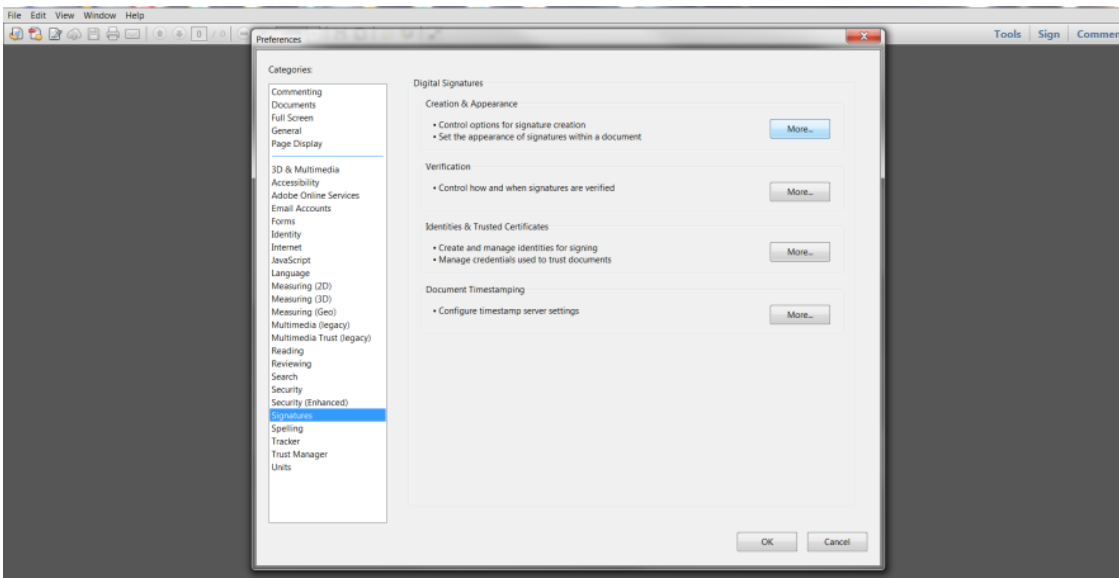 File Edit View Window Help
0 / 0
Tools Sign Commen
Preferences
Categories:
Commenting
Documents
Full Screen
General
Page Display
3D & Multimedia
Accessibility
Adobe Online Services
Email Accounts
Forms
Identity
Internet
JavaScript
Language
Measuring (2D)
Measuring (3D)
Measuring (Geo)
Multimedia (legacy)
Multimedia Trust (legacy)
Reading
Reviewing
Search
Security
Security (Enhanced)
Signatures
Spelling
Tracker
Trust Manager
Units
Digital Signatures
Creation & Appearance
• Control options for signature creation
• Set the appearance of signatures within a document
More...
Verification
• Control how and when signatures are verified
More...
Identities & Trusted Certificates
• Create and manage identities for signing
• Manage credentials used to trust documents
More...
Document Timestamping
• Configure timestamp server settings
More...
OK Cancel